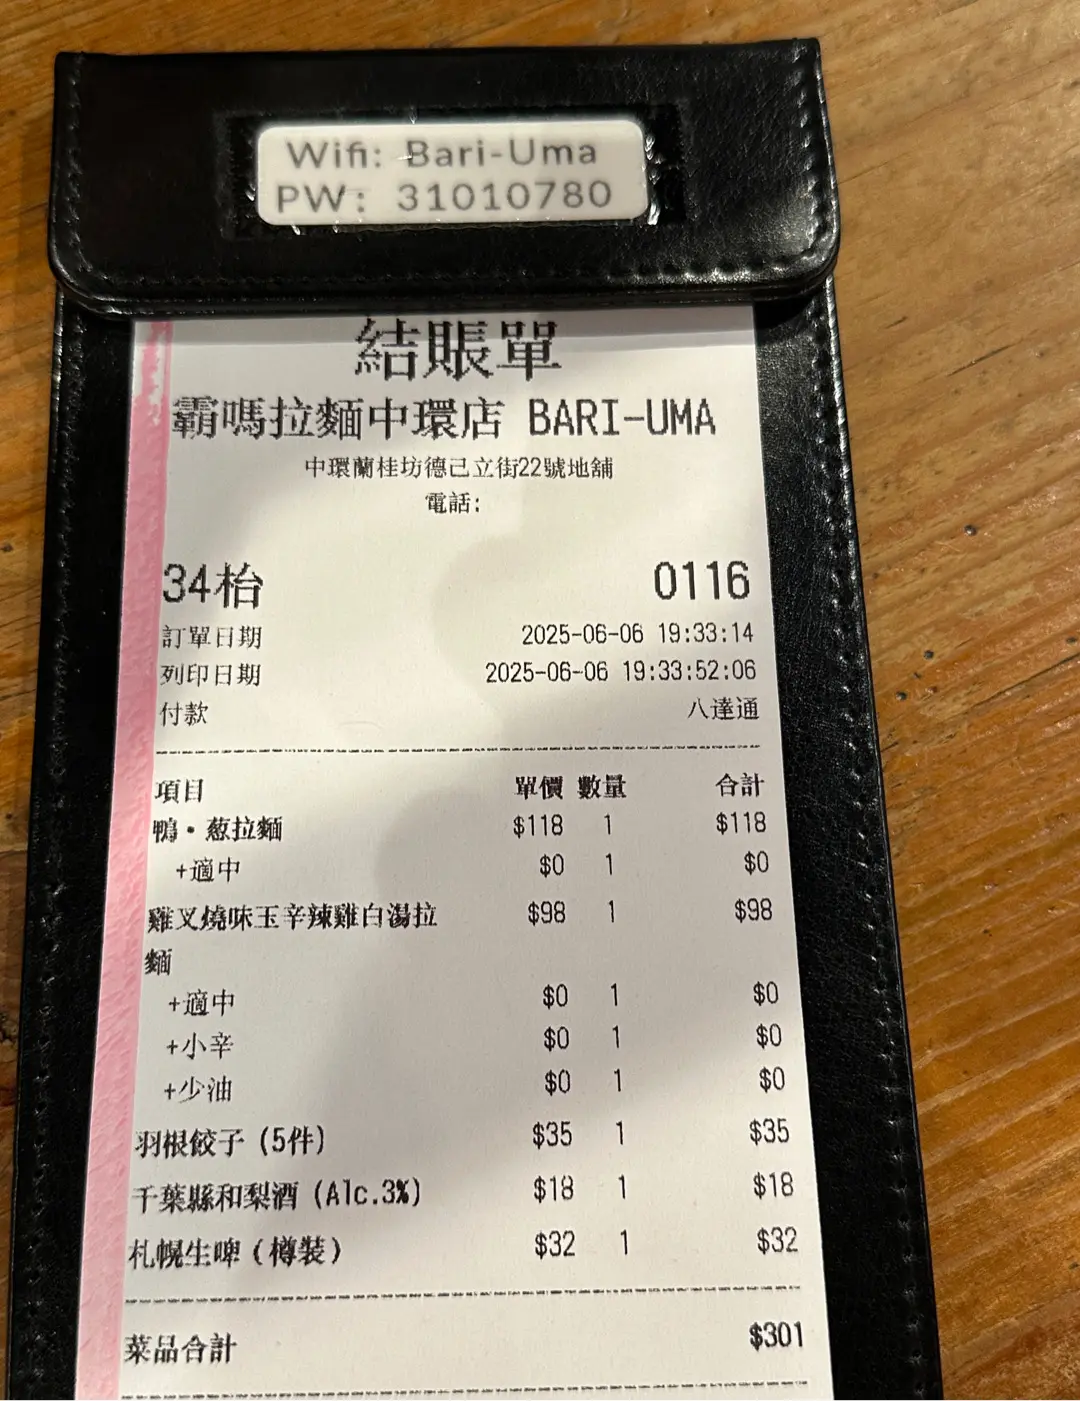 Wifi: Bari-Uma
PW: 31010780
結賬單
霸嗎拉麵中環店 BARI-UMA
中環蘭桂坊德己立街22號地舖
電話:
34枱 0116
訂單日期 2025-06-06 19:33:14
列印日期 2025-06-06 19:33:52:06
付款 八達通
項目 單價 數量 合計
鴨・葱拉麵 $118 1 $118
+適中 $0 1 $0
雞叉燒味玉辛辣雞白湯拉 $98 1 $98
麵
+適中 $0 1 $0
+小辛 $0 1 $0
+少油 $0 1 $0
羽根餃子 (5件) $35 1 $35
千葉縣和梨酒 (Alc.3%) $18 1 $18
札幌生啤（樽裝） $32 1 $32
菜品合計 $301